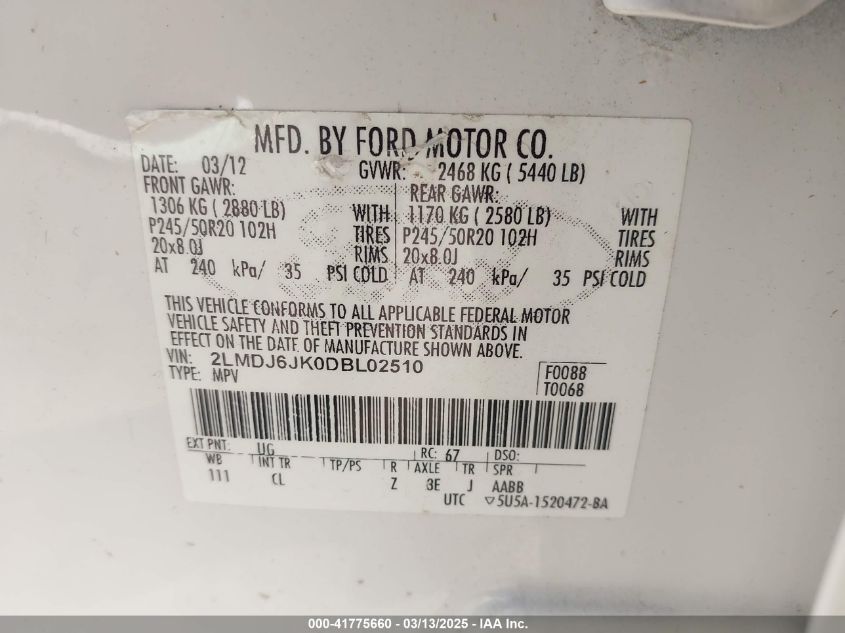 MFD. BY FORD MOTOR CO.
DATE: 03/12 GVWR: 2468 KG ( 5440 LB)
FRONT GAWR: REAR GAWR:
1306 KG ( 2880 LB) WITH 1170 KG ( 2580 LB) WITH
P245/50R20 102H TIRES P245/50R20 102H TIRES
20x8.0J RIMS 20x8.0J RIMS
AT 240 kPa/ 35 PSI COLD AT 240 kPa/ 35 PSI COLD
THIS VEHICLE CONFORMS TO ALL APPLICABLE FEDERAL MOTOR
VEHICLE SAFETY AND THEFT PREVENTION STANDARDS IN
EFFECT ON THE DATE OF MANUFACTURE SHOWN ABOVE.
VIN: 2LMDJ6JK0DBL02510
TYPE: MPV
F0088
T0068
EXT PNT: UG RC: 67 DSO:
WB INT TR TP/PS R AXLE TR SPR
111 CL Z 3E J AABB
UTC ▽5U5A-1520472-BA
000-41775660 - 03/13/2025 - IAA Inc.